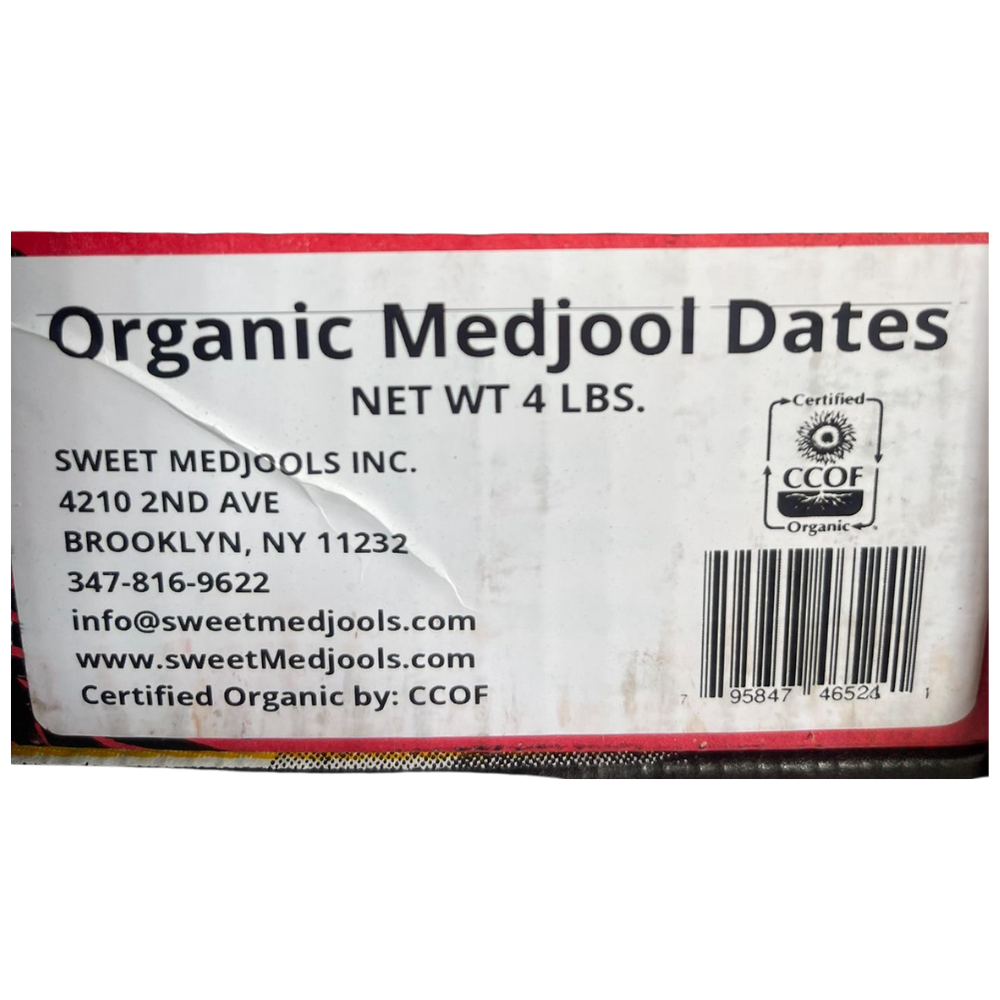 Organic Medjool Dates
NET WT 4 LBS.
SWEET MEDJOOLS INC.
4210 2ND AVE
BROOKLYN, NY 11232
347-816-9622
info@sweetmedjools.com
www.sweetMedjools.com
Certified Organic by: CCOF
Certified
CCOF
Organic
7 95847 46524 1